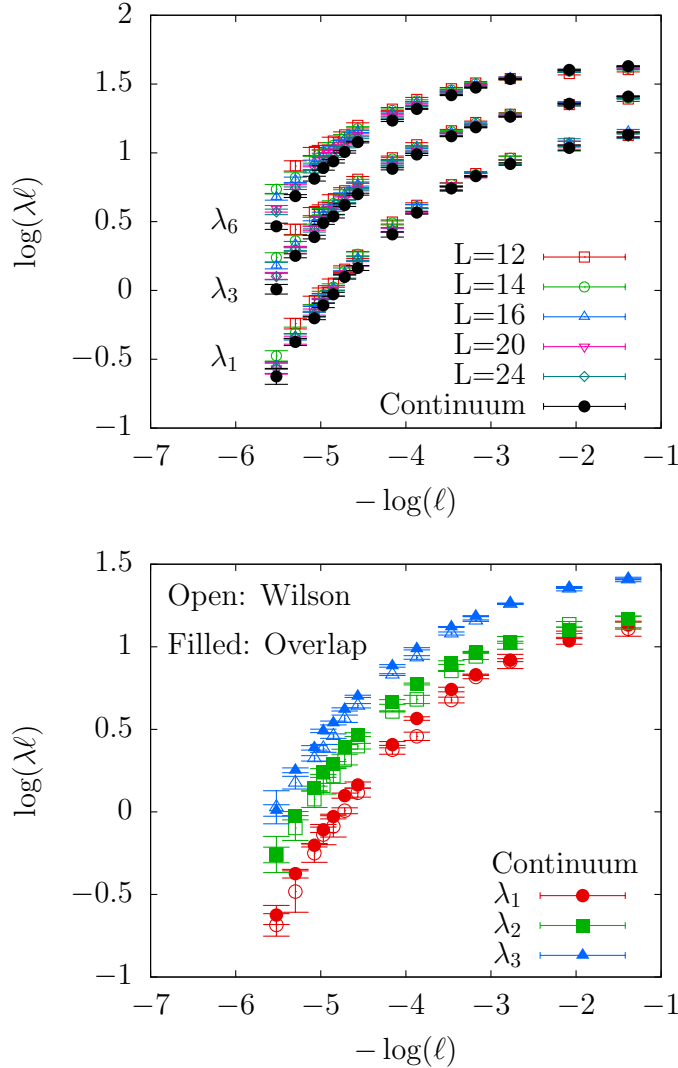 2
1.5
1
0.5
0
−0.5
−1
log(λℓ)
λ₆
λ₃
λ₁
L=12
L=14
L=16
L=20
L=24
Continuum
−7 −6 −5 −4 −3 −2 −1
− log(ℓ)
1.5
1
0.5
0
−0.5
−1
log(λℓ)
Open: Wilson
Filled: Overlap
Continuum
λ₁
λ₂
λ₃
−7 −6 −5 −4 −3 −2 −1
− log(ℓ)